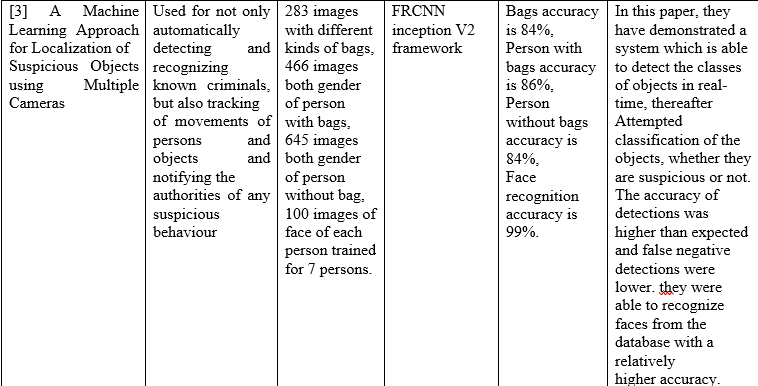 [3] A Machine
Learning Approach
for Localization of
Suspicious Objects
using Multiple
Cameras
Used for not only
automatically
detecting and
recognizing
known criminals,
but also tracking
of movements of
persons and
objects and
notifying the
authorities of any
suspicious
behaviour
283 images
with different
kinds of bags,
466 images
both gender
of person
with bags,
645 images
both gender
of person
without bag,
100 images of
face of each
person trained
for 7 persons.
FRCNN
inception V2
framework
Bags accuracy
is 84%,
Person with
bags accuracy
is 86%,
Person
without bags
accuracy is
84%,
Face
recognition
accuracy is
99%.
In this paper, they
have demonstrated a
system which is able
to detect the classes
of objects in real-
time, thereafter
Attempted
classification of the
objects, whether they
are suspicious or not.
The accuracy of
detections was
higher than expected
and false negative
detections were
lower. they were
able to recognize
faces from the
database with a
relatively
higher accuracy.